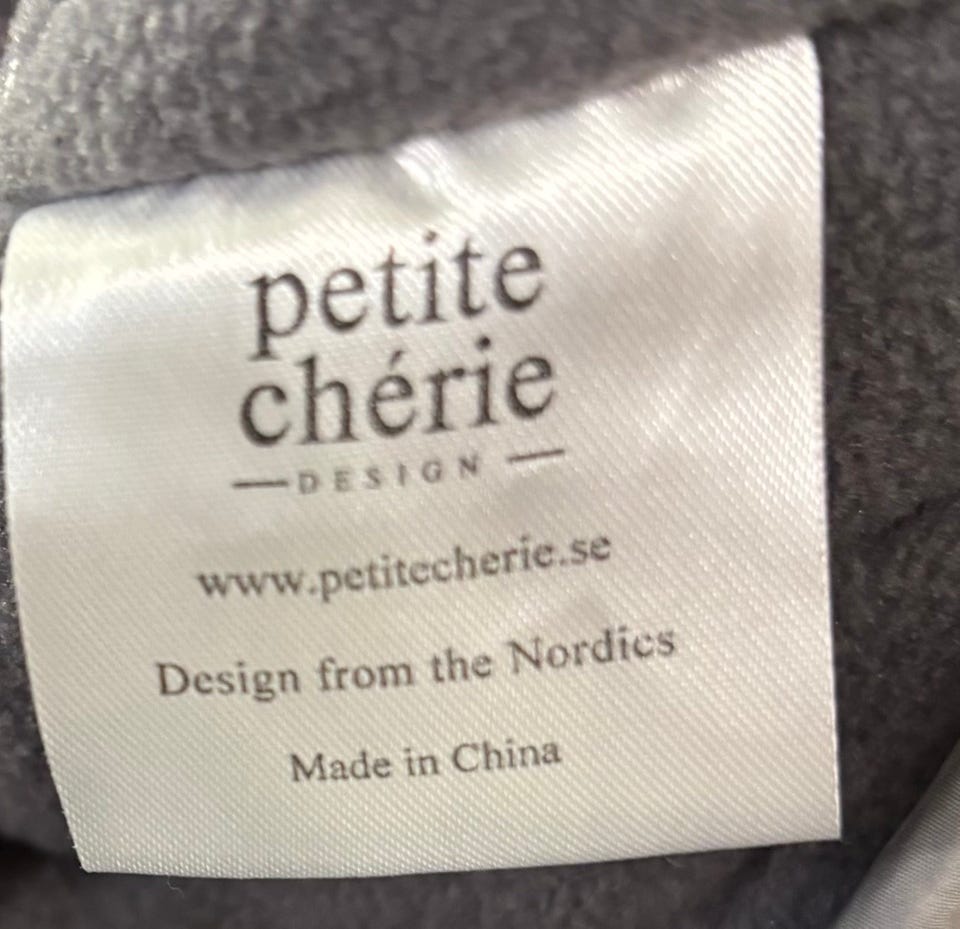 petite
chérie
— DESIGN —
www.petitecherie.se
Design from the Nordics
Made in China